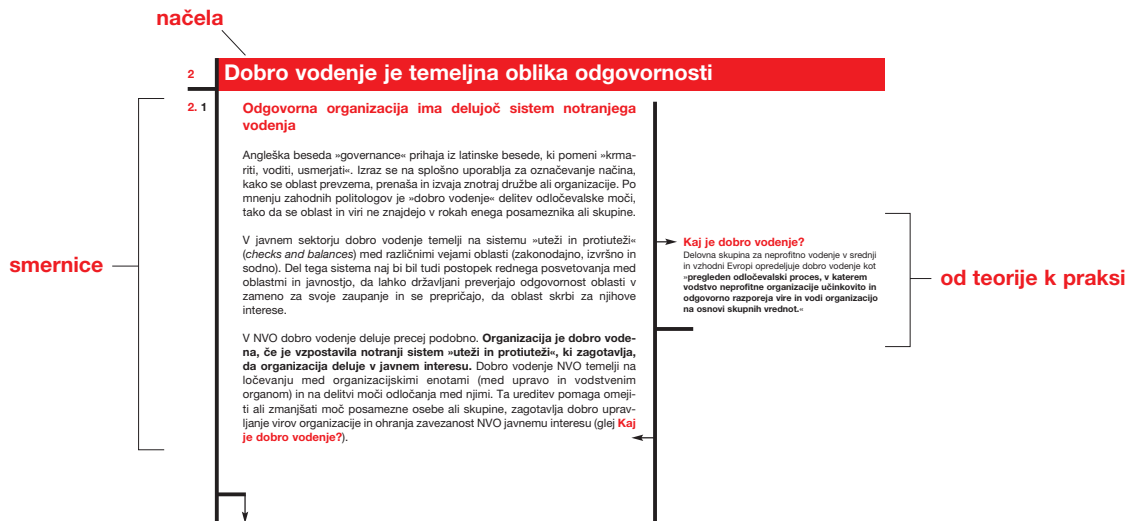 načela
2 Dobro vodenje je temeljna oblika odgovornosti
2. 1 Odgovorna organizacija ima delujoč sistem notranjega
vodenja
Angleška beseda »governance« prihaja iz latinske besede, ki pomeni »krma-
riti, voditi, usmerjati«. Izraz se na splošno uporablja za označevanje načina,
kako se oblast prevzema, prenaša in izvaja znotraj družbe ali organizacije. Po
mnenju zahodnih politologov je »dobro vodenje« delitev odločevalske moči,
tako da se oblast in viri ne znajdejo v rokah enega posameznika ali skupine.
V javnem sektorju dobro vodenje temelji na sistemu »uteži in protiuteži«
(checks and balances) med različnimi vejami oblasti (zakonodajno, izvršno in
sodno). Del tega sistema naj bi bil tudi postopek rednega posvetovanja med
oblastmi in javnostjo, da lahko državljani preverjajo odgovornost oblasti v
zameno za svoje zaupanje in se prepričajo, da oblast skrbi za njihove
interese.
V NVO dobro vodenje deluje precej podobno. Organizacija je dobro vode-
na, če je vzpostavila notranji sistem »uteži in protiuteži«, ki zagotavlja,
da organizacija deluje v javnem interesu. Dobro vodenje NVO temelji na
ločevanju med organizacijskimi enotami (med upravo in vodstvenim
organom) in na delitvi moči odločanja med njimi. Ta ureditev pomaga omeji-
ti ali zmanjšati moč posamezne osebe ali skupine, zagotavlja dobro uprav-
ljanje virov organizacije in ohranja zavezanost NVO javnemu interesu (glej Kaj
je dobro vodenje?).
smernice
Kaj je dobro vodenje?
Delovna skupina za neprofitno vodenje v srednji
in vzhodni Evropi opredeljuje dobro vodenje kot
»pregleden odločevalski proces, v katerem
vodstvo neprofitne organizacije učinkovito in
odgovorno razporeja vire in vodi organizacijo
na osnovi skupnih vrednot.«
od teorije k praksi